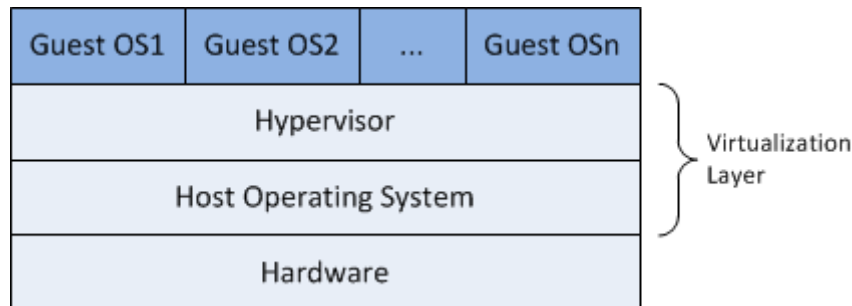 Guest OS1
Guest OS2
...
Guest OSn
Hypervisor
Virtualization
Layer
Host Operating System
Hardware